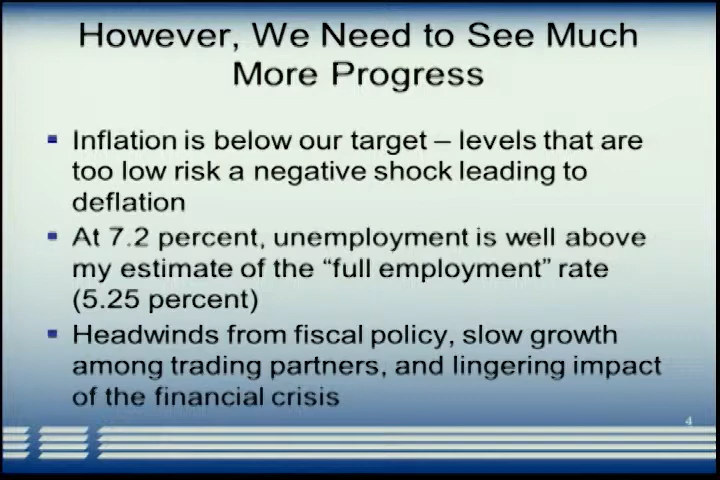 However, We Need to See Much
More Progress
Inflation is below our target – levels that are
too low risk a negative shock leading to
deflation
At 7.2 percent, unemployment is well above
my estimate of the “full employment” rate
(5.25 percent)
Headwinds from fiscal policy, slow growth
among trading partners, and lingering impact
of the financial crisis
4